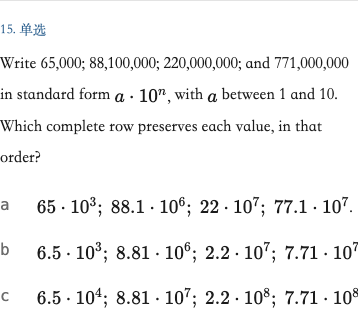 15. 单选
Write 65,000; 88,100,000; 220,000,000; and 771,000,000
in standard form a · 10ⁿ, with a between 1 and 10.
Which complete row preserves each value, in that
order?
a 65 · 10³; 88.1 · 10⁶; 22 · 10⁷; 77.1 · 10⁷.
b 6.5 · 10³; 8.81 · 10⁶; 2.2 · 10⁷; 7.71 · 10⁷
c 6.5 · 10⁴; 8.81 · 10⁷; 2.2 · 10⁸; 7.71 · 10⁸